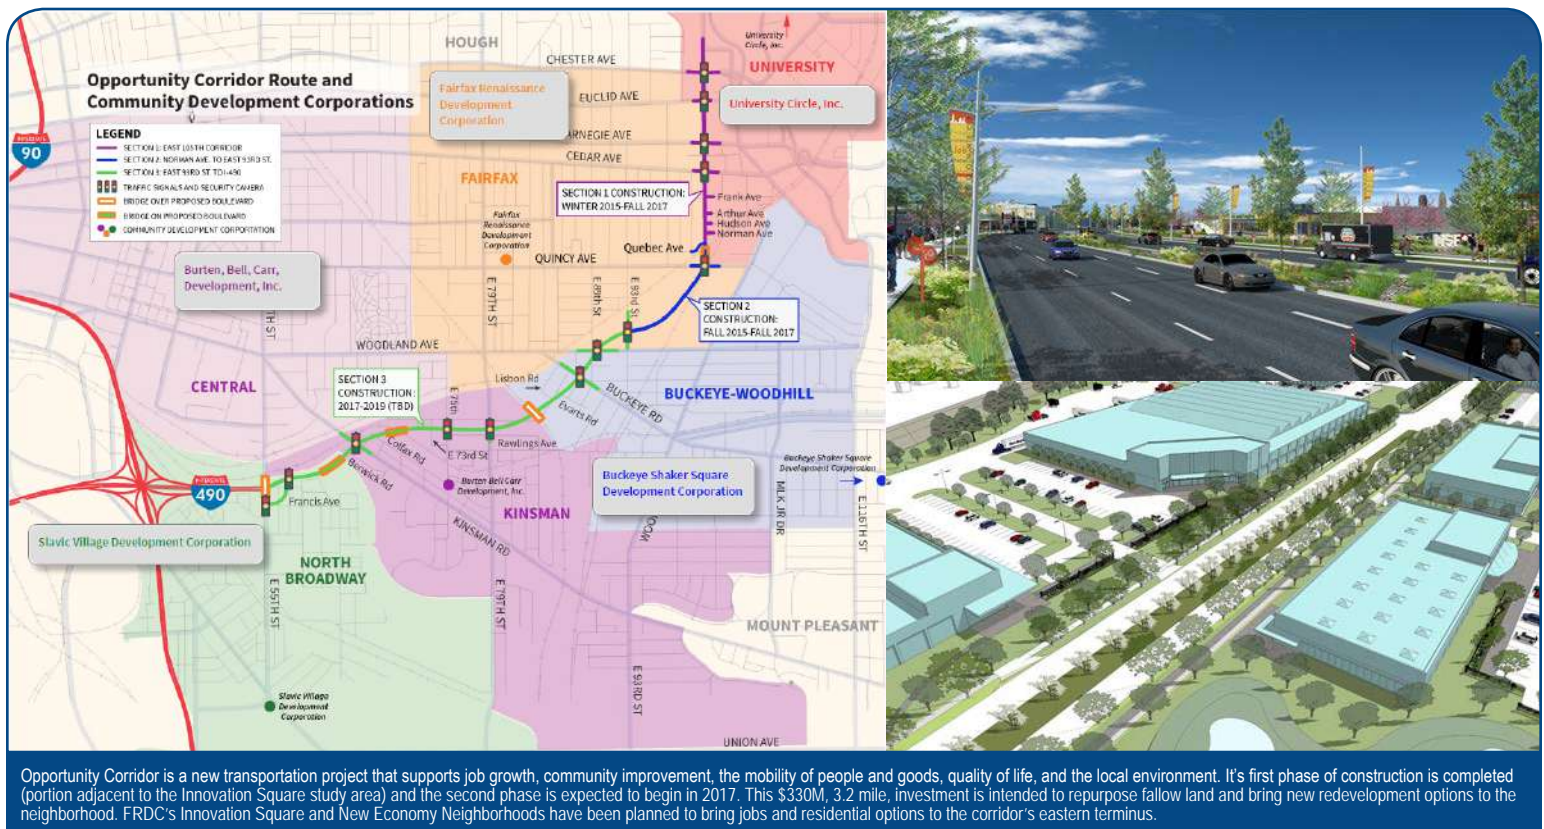 HOUGH
CHESTER AVE
University
Circle, Inc.
UNIVERSITY
Opportunity Corridor Route and
Community Development Corporations
Fairfax Renaissance
Development
Corporation
EUCLID AVE
University Circle, Inc.
INTERSTATE
90
LEGEND
SECTION 1: EAST 105TH CORRIDOR
SECTION 2: NORMAN AVE. TO EAST 93RD ST.
SECTION 3: EAST 93RD ST TO I-490
TRAFFIC SIGNALS AND SECURITY CAMERA
BRIDGE OVER PROPOSED BOULEVARD
BRIDGE ON PROPOSED BOULEVARD
COMMUNITY DEVELOPMENT CORPORTATION
ARNEGIE AVE
CEDAR AVE
FAIRFAX
SECTION 1 CONSTRUCTION:
WINTER 2015-FALL 2017
Frank Ave
Arthur Ave
Hudson Ave
Norman Ave
Fairfax
Renaissance
Development
Corporation
Quebec Ave
QUINCY AVE
Burten, Bell, Carr,
Development, Inc.
E 79TH ST
E 89th St
E 93rd St
TH ST
SECTION 2
CONSTRUCTION:
FALL 2015-FALL 2017
WOODLAND AVE
CENTRAL
SECTION 3
CONSTRUCTION:
2017-2019 (TBD)
Lisbon Rd
E 75th
BUCKEYE RD
BUCKEYE-WOODHILL
Evarts Rd
Colfax Rd
Rawlings Ave
E 73rd St
Berwick Rd
INTERSTATE
490
Francis Ave
Burten Bell Carr
Development, Inc.
KINSMAN
KINSMAN RD
Buckeye Shaker Square
Development Corporation
Buckeye Shaker Square
Development Corporation
WOO
MLK JR DR
E 116TH ST
Slavic Village Development Corporation
NORTH
BROADWAY
E 55TH ST
E 79TH ST
MOUNT PLEASANT
E 93RD ST
Slavic Village
Development
Corporation
UNION AVE
Opportunity Corridor is a new transportation project that supports job growth, community improvement, the mobility of people and goods, quality of life, and the local environment. It's first phase of construction is completed
(portion adjacent to the Innovation Square study area) and the second phase is expected to begin in 2017. This $330M, 3.2 mile, investment is intended to repurpose fallow land and bring new redevelopment options to the
neighborhood. FRDC's Innovation Square and New Economy Neighborhoods have been planned to bring jobs and residential options to the corridor's eastern terminus.